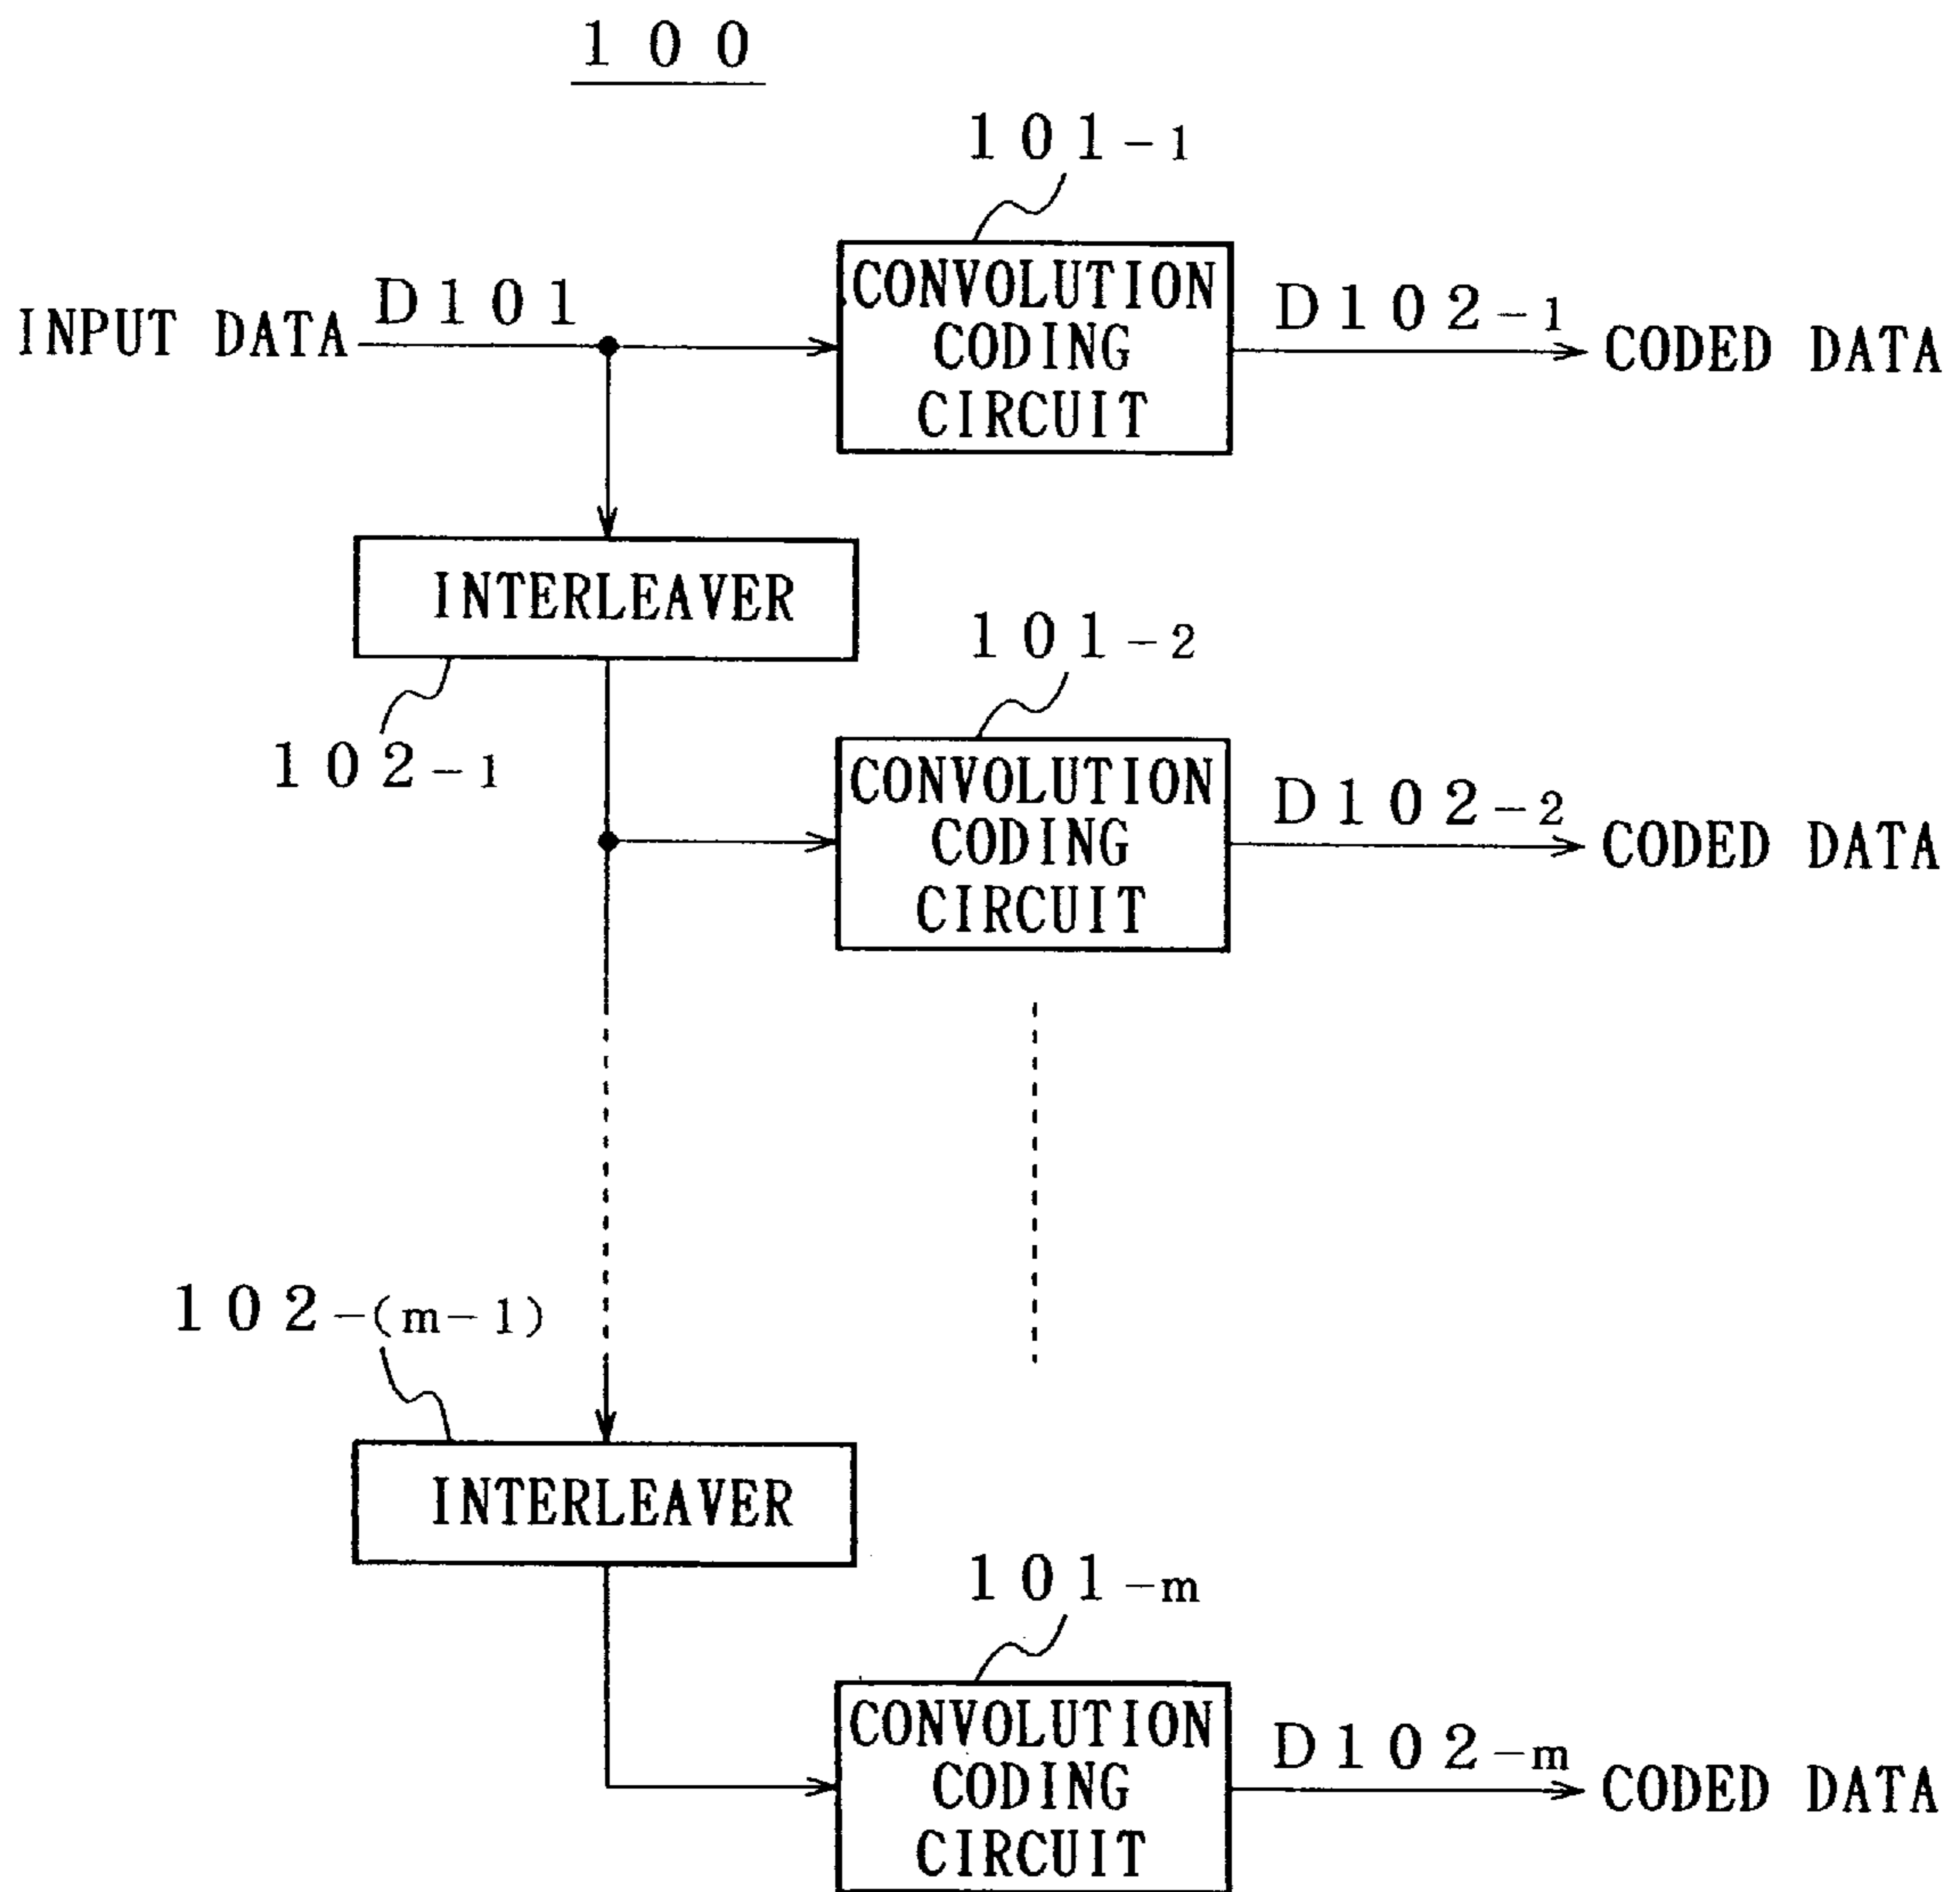 100
101-1
INPUT DATA
D101
CONVOLUTION
CODING
CIRCUIT
D102-1
CODED DATA
INTERLEAVER
102-1
101-2
CONVOLUTION
CODING
CIRCUIT
D102-2
CODED DATA
102-(m-1)
INTERLEAVER
101-m
CONVOLUTION
CODING
CIRCUIT
D102-m
CODED DATA